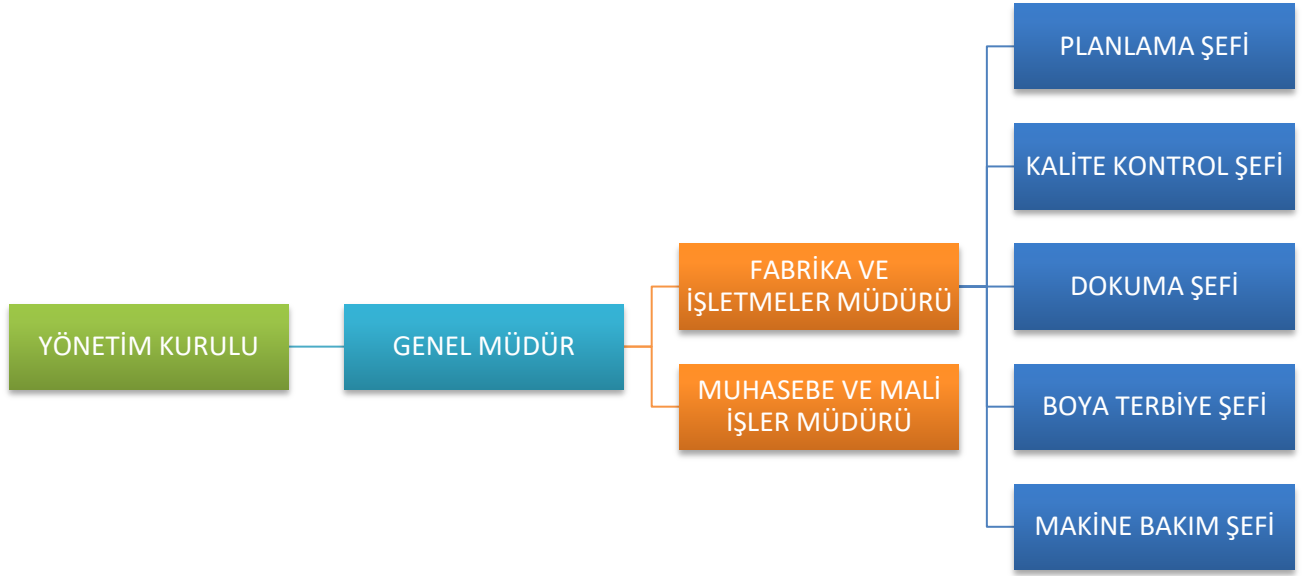 YÖNETİM KURULU
GENEL MÜDÜR
FABRİKA VE
İŞLETMELER MÜDÜRÜ
MUHASEBE VE MALİ
İŞLER MÜDÜRÜ
PLANLAMA ŞEFİ
KALİTE KONTROL ŞEFİ
DOKUMA ŞEFİ
BOYA TERBİYE ŞEFİ
MAKİNE BAKIM ŞEFİ